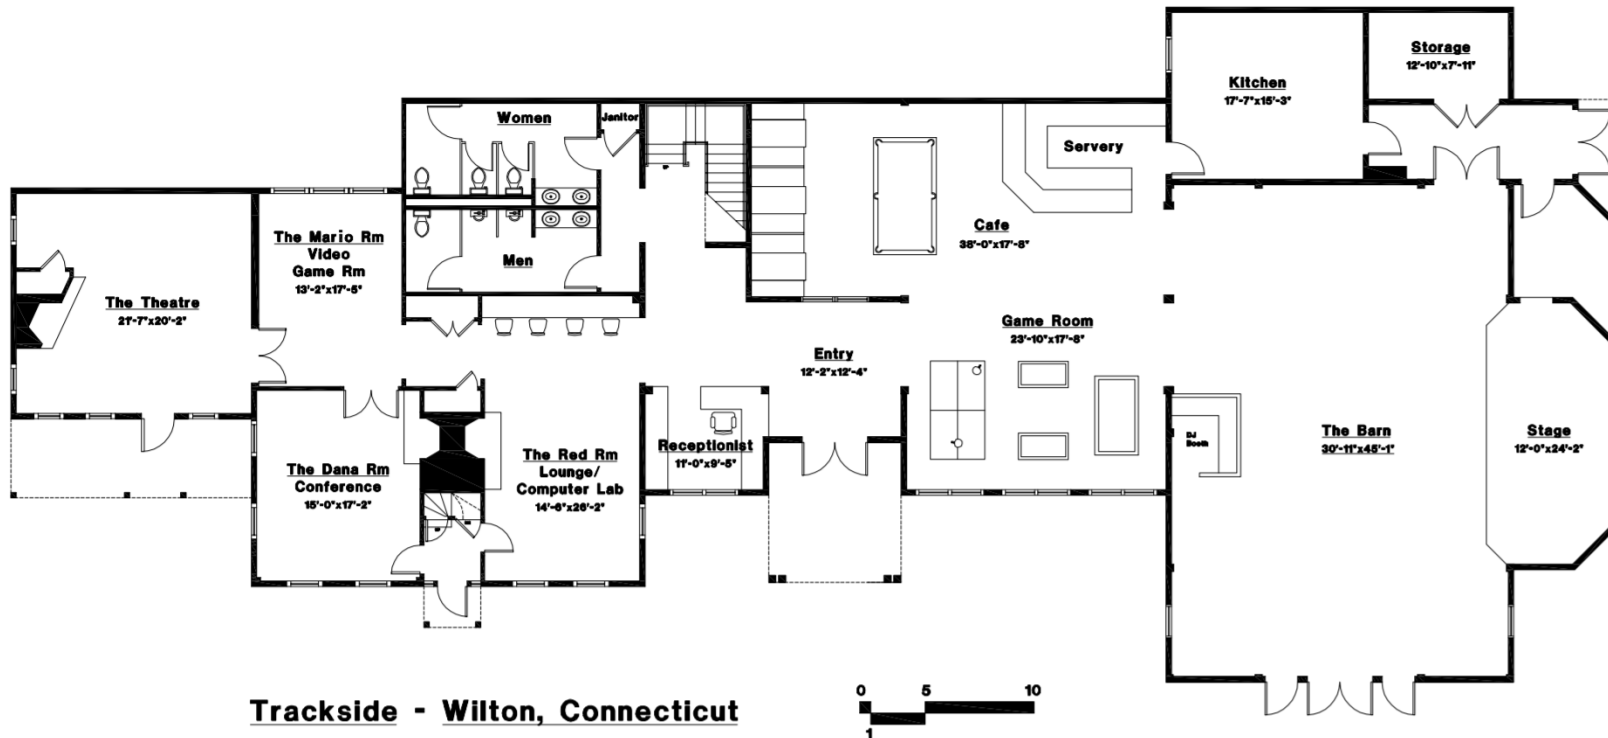 Storage
12'-10"x7'-11"
Kitchen
17'-7"x15'-3"
Women
Janitor
Servery
Cafe
38'-0"x17'-8"
The Mario Rm
Video
Game Rm
13'-2"x17'-5"
Men
The Theatre
21'-7"x20'-2"
Game Room
23'-10"x17'-8"
Entry
12'-2"x12'-4"
Receptionist
11'-0"x9'-5"
The Dana Rm
Conference
15'-0"x17'-2"
The Red Rm
Lounge/
Computer Lab
14'-6"x26'-2"
DJ
Booth
The Barn
30'-11"x45'-1"
Stage
12'-0"x24'-2"
Trackside - Wilton, Connecticut
0 5 10
1